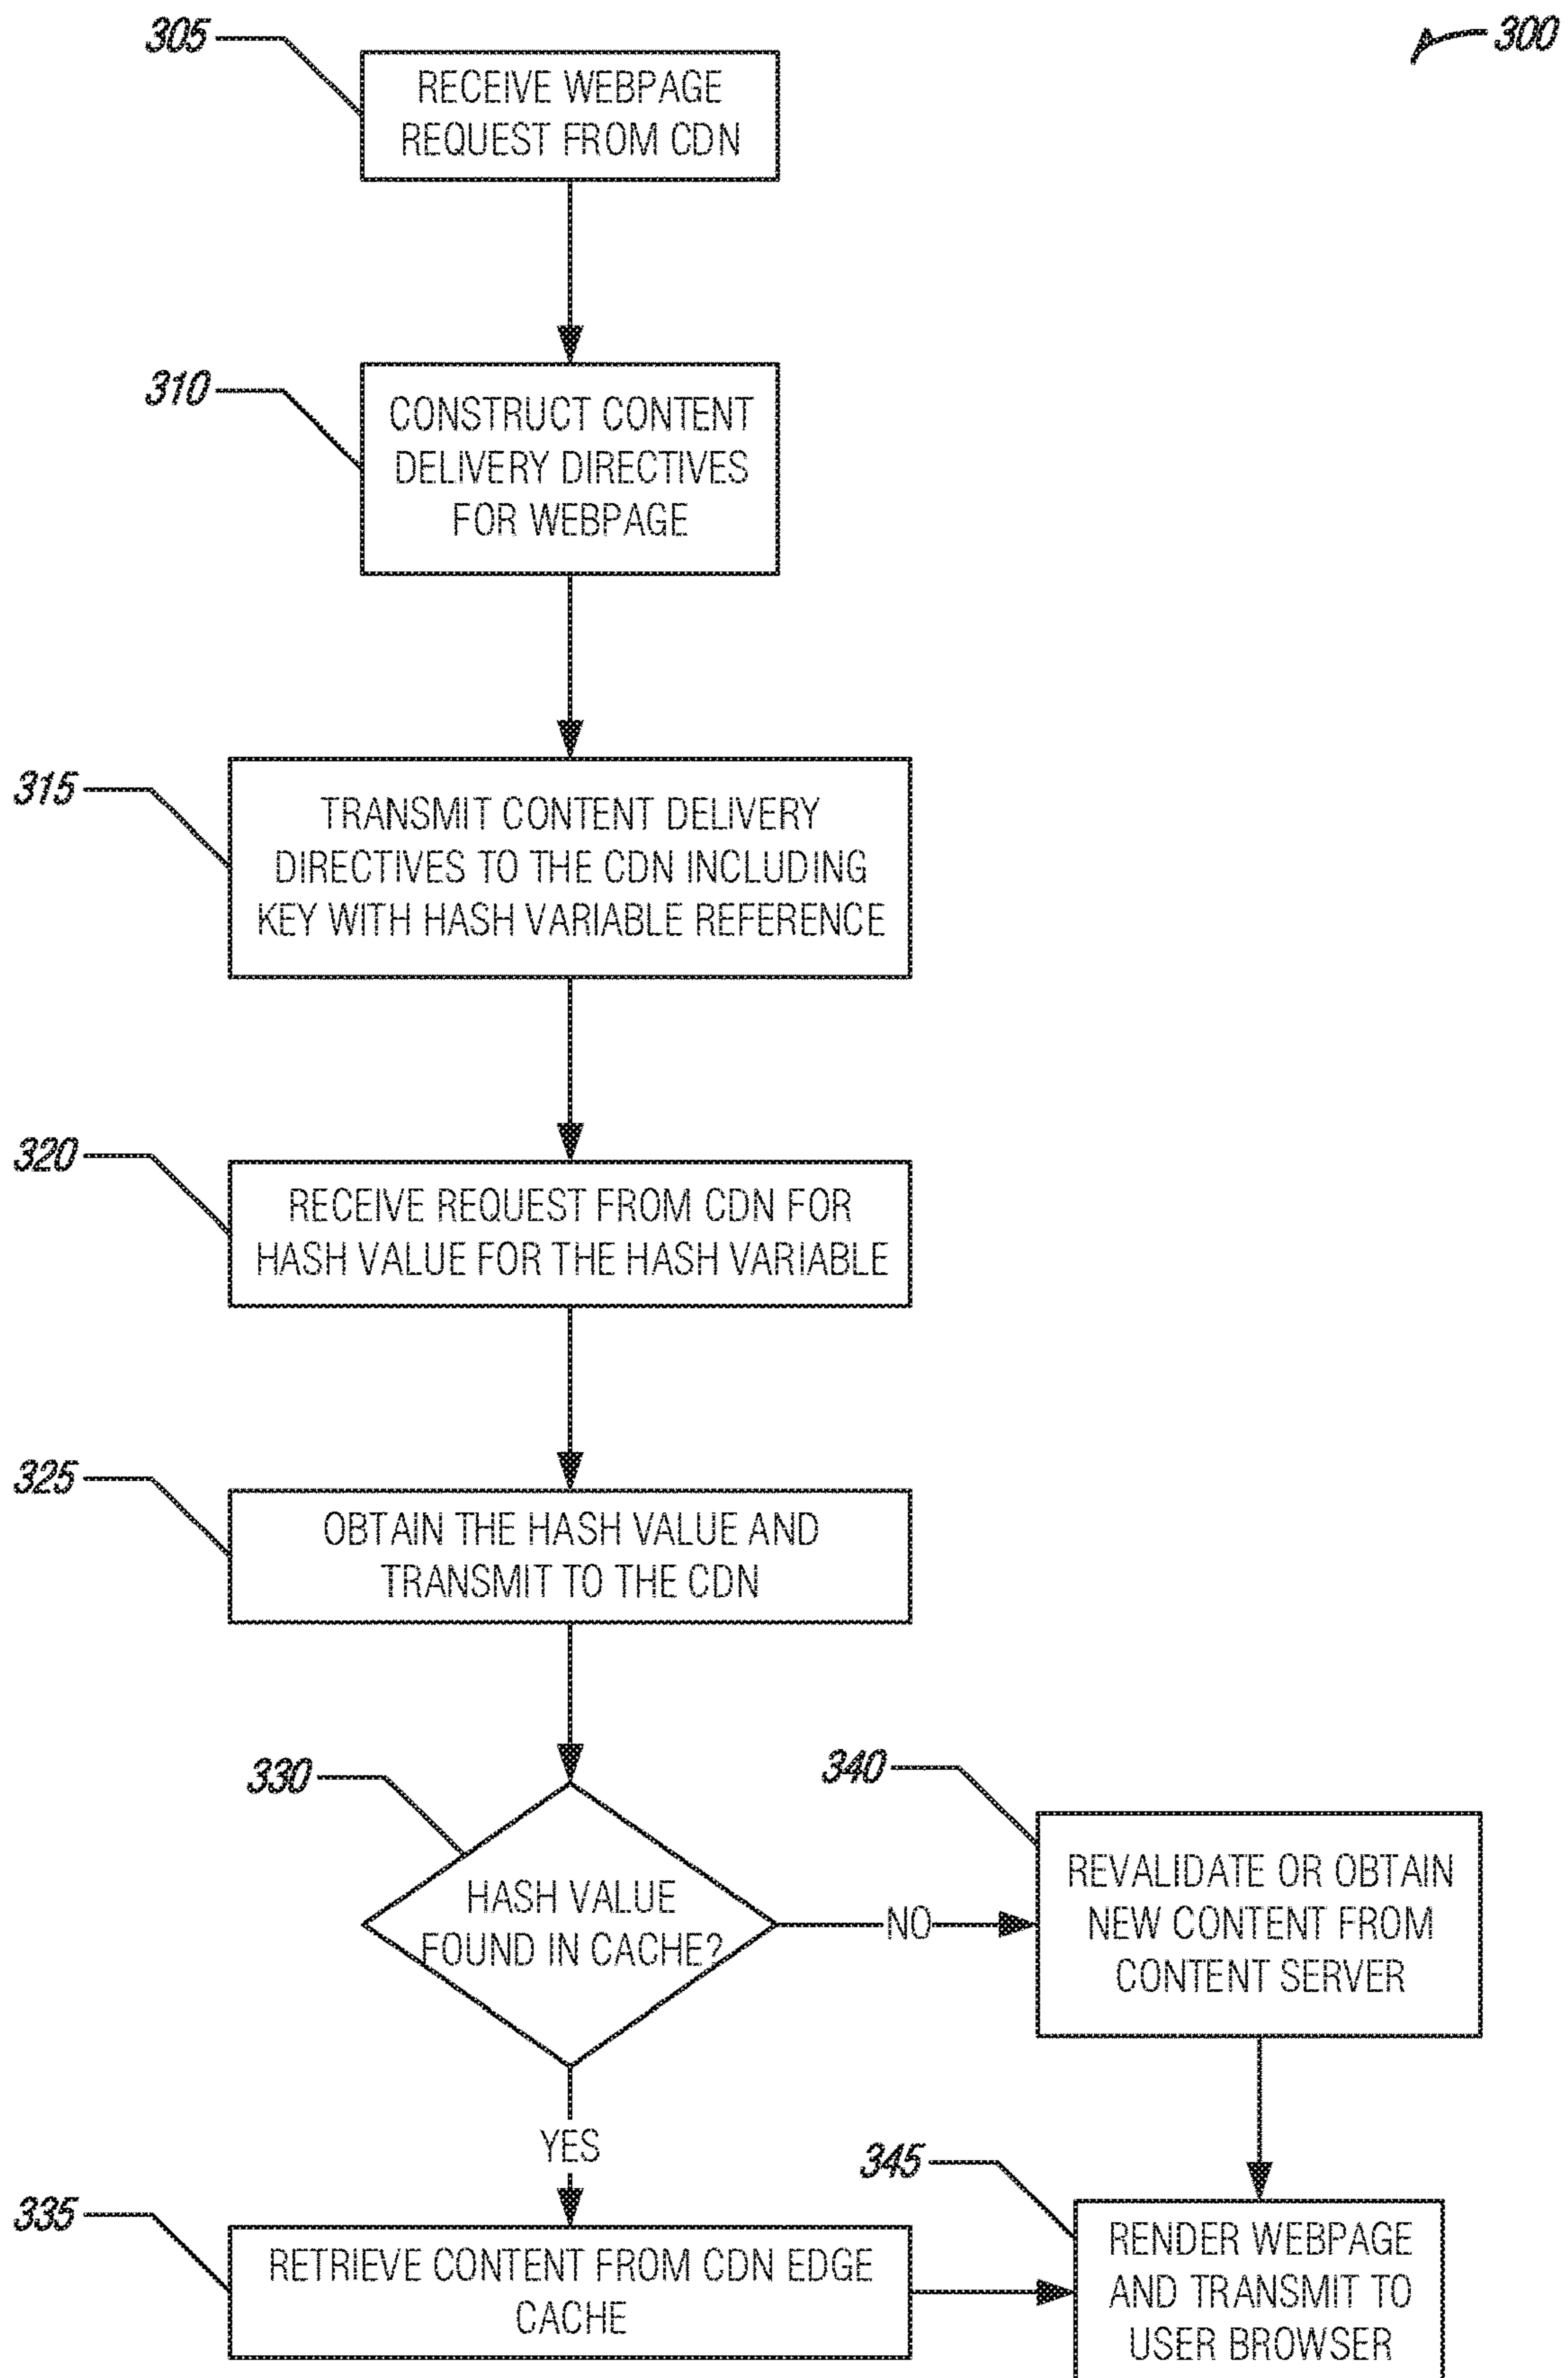 300
305
RECEIVE WEBPAGE
REQUEST FROM CDN
310
CONSTRUCT CONTENT
DELIVERY DIRECTIVES
FOR WEBPAGE
315
TRANSMIT CONTENT DELIVERY
DIRECTIVES TO THE CDN INCLUDING
KEY WITH HASH VARIABLE REFERENCE
320
RECEIVE REQUEST FROM CDN FOR
HASH VALUE FOR THE HASH VARIABLE
325
OBTAIN THE HASH VALUE AND
TRANSMIT TO THE CDN
330
HASH VALUE
FOUND IN CACHE?
NO
340
REVALIDATE OR OBTAIN
NEW CONTENT FROM
CONTENT SERVER
YES
335
RETRIEVE CONTENT FROM CDN EDGE
CACHE
345
RENDER WEBPAGE
AND TRANSMIT TO
USER BROWSER